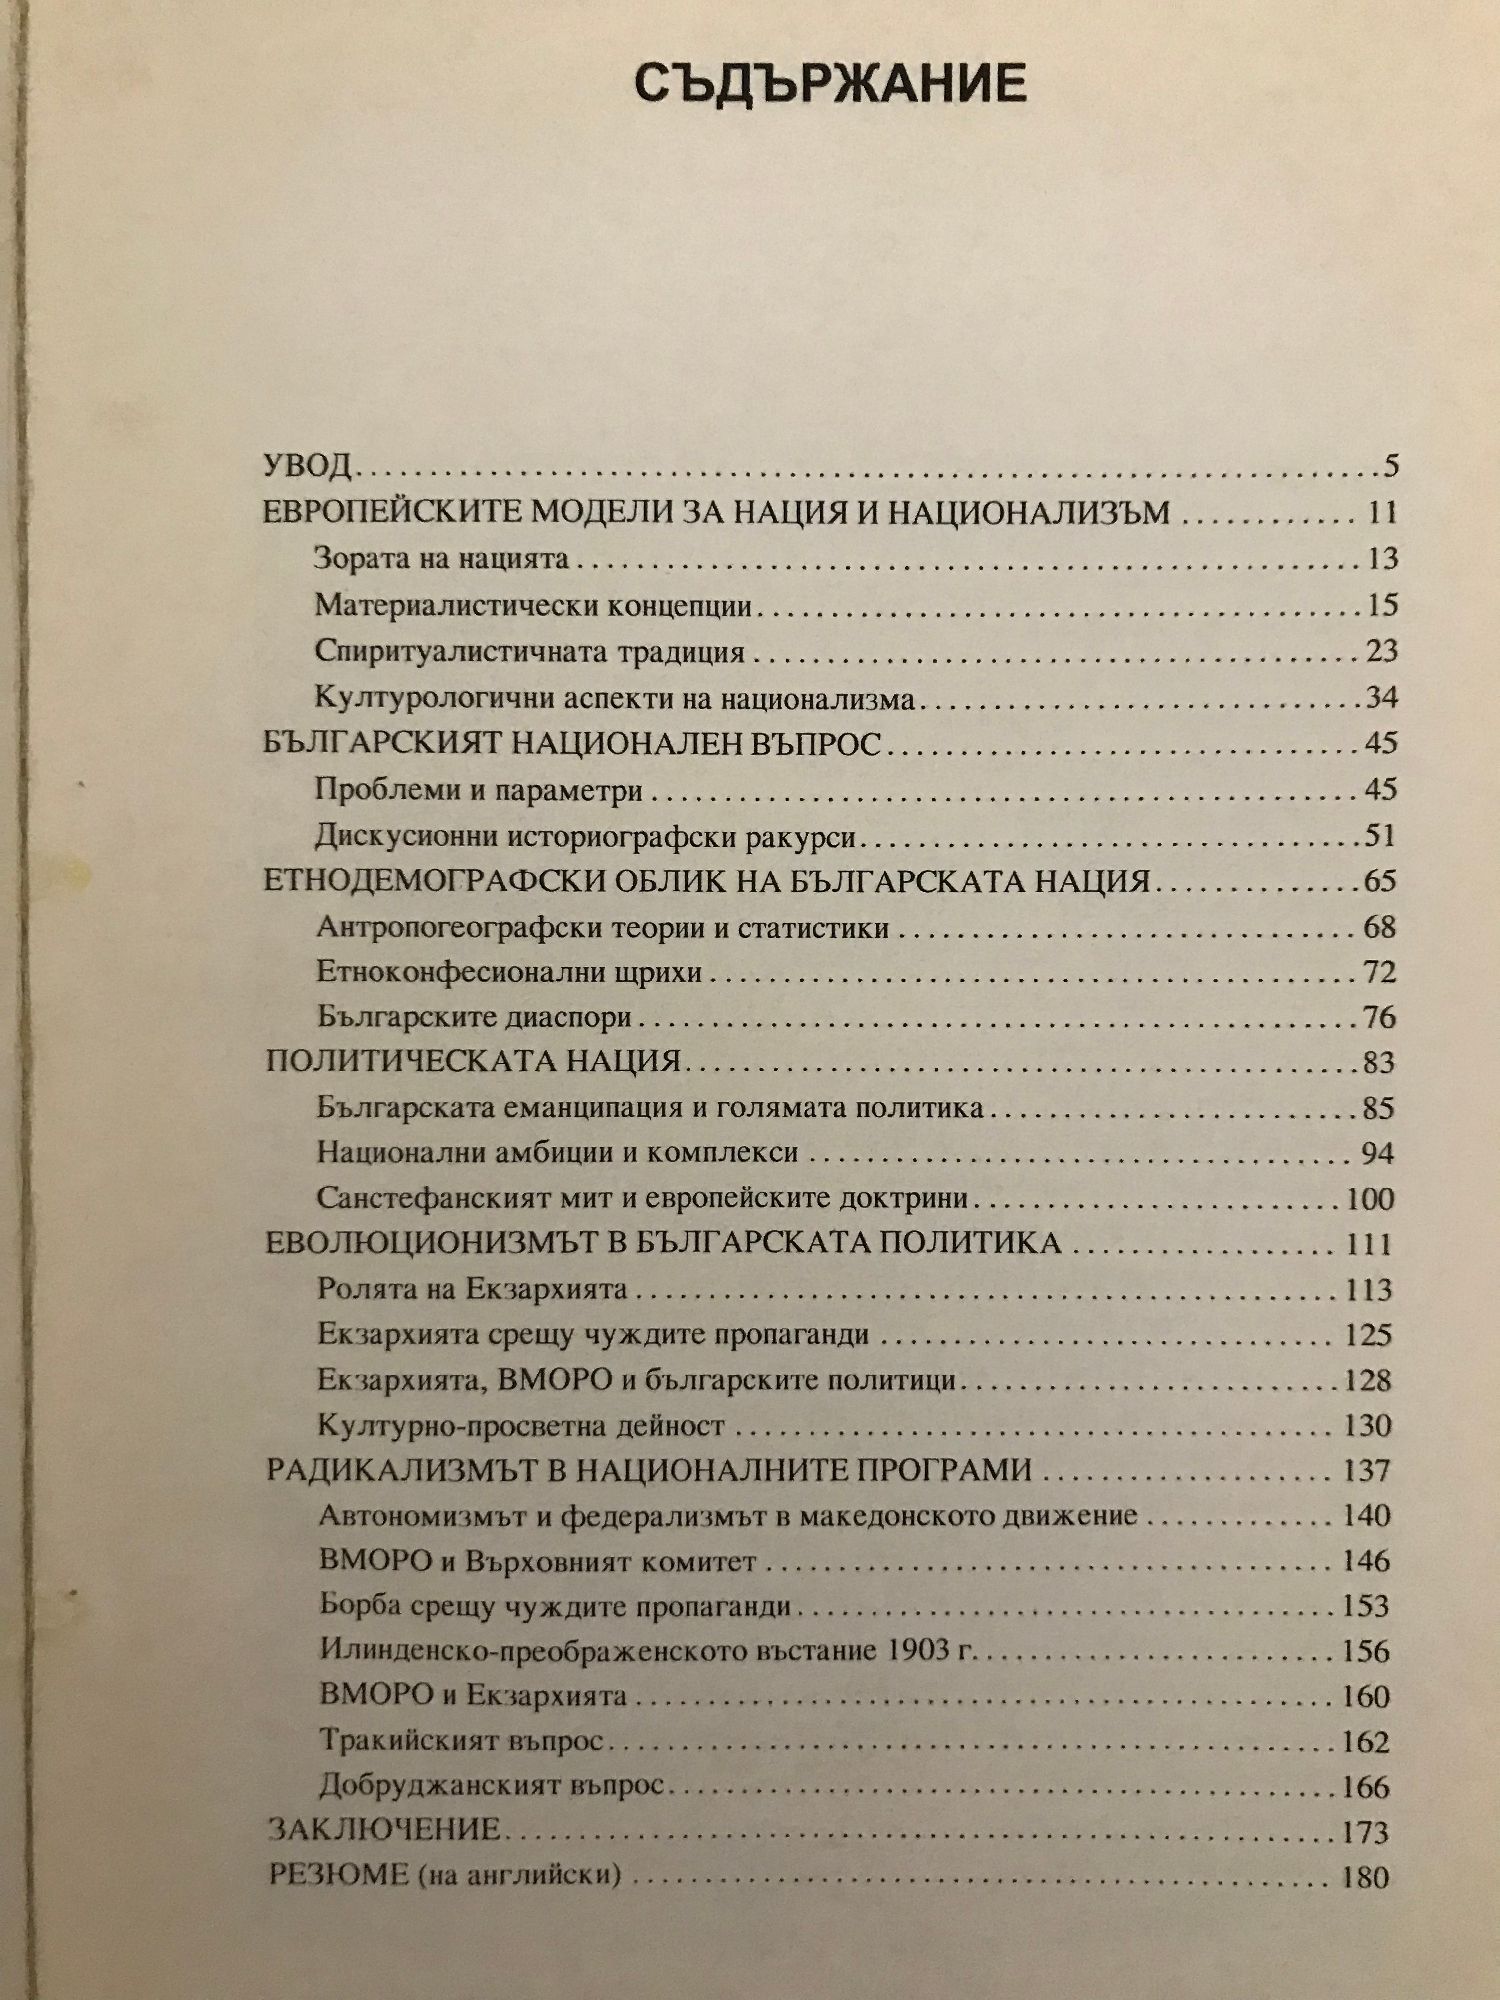 СЪДЪРЖАНИЕ
УВОД.......................................................5
ЕВРОПЕЙСКИТЕ МОДЕЛИ ЗА НАЦИЯ И НАЦИОНАЛИЗЪМ ............ 11
Зората на нацията.......................................13
Материалистически концепции..............................15
Спиритуалистичната традиция..............................23
Културологични аспекти на национализма...................34
БЪЛГАРСКИЯТ НАЦИОНАЛЕН ВЪПРОС............................45
Проблеми и параметри.....................................45
Дискусионни историографски ракурси.......................51
ЕТНОДЕМОГРАФСКИ ОБЛИК НА БЪЛГАРСКАТА НАЦИЯ...............65
Антропогеографски теории и статистики....................68
Етноконфесионални щрихи..................................72
Българските диаспори.....................................76
ПОЛИТИЧЕСКАТА НАЦИЯ......................................83
Българската еманципация и голямата политика..............85
Национални амбиции и комплекси...........................94
Санстефанският мит и европейските доктрини...............100
ЕВОЛЮЦИОНИЗМЪТ В БЪЛГАРСКАТА ПОЛИТИКА .................. 111
Ролята на Екзархията.....................................113
Екзархията срещу чуждите пропаганди .................... 125
Екзархията, ВМОРО и българските политици.................128
Културно-просветна дейност ............................. 130
РАДИКАЛИЗМЪТ В НАЦИОНАЛНИТЕ ПРОГРАМИ ................... 137
Автономизмът и федерализмът в македонското движение .... 140
ВМОРО и Върховният комитет ............................. 146
Борба срещу чуждите пропаганди...........................153
Илинденско-преображенското въстание 1903 г...............156
ВМОРО и Екзархията.......................................160
Тракийският въпрос.......................................162
Добруджанският въпрос....................................166
ЗАКЛЮЧЕНИЕ...............................................173
РЕЗЮМЕ (на английски) .................................. 180